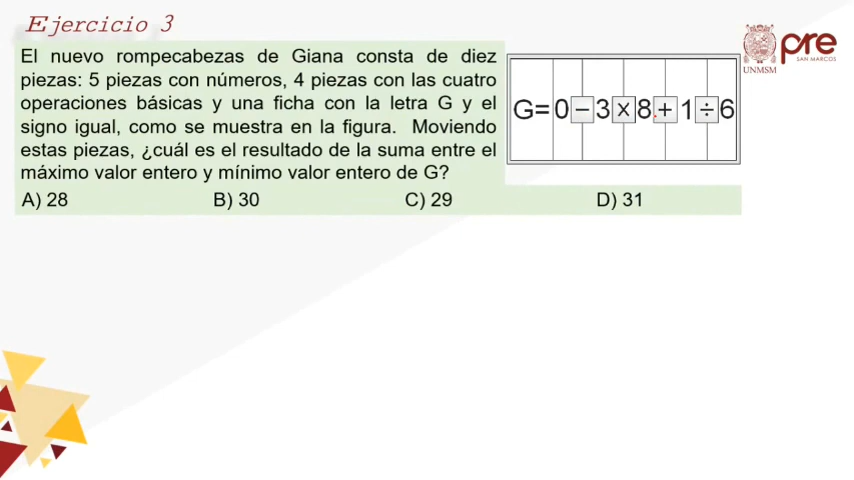 Ejercicio 3
El nuevo rompecabezas de Giana consta de diez
piezas: 5 piezas con números, 4 piezas con las cuatro
operaciones básicas y una ficha con la letra G y el
signo igual, como se muestra en la figura. Moviendo
estas piezas, ¿cuál es el resultado de la suma entre el
máximo valor entero y mínimo valor entero de G?
A) 28 B) 30 C) 29 D) 31
G=0−3×8+1÷6
UNMSM
pre
SAN MARCOS